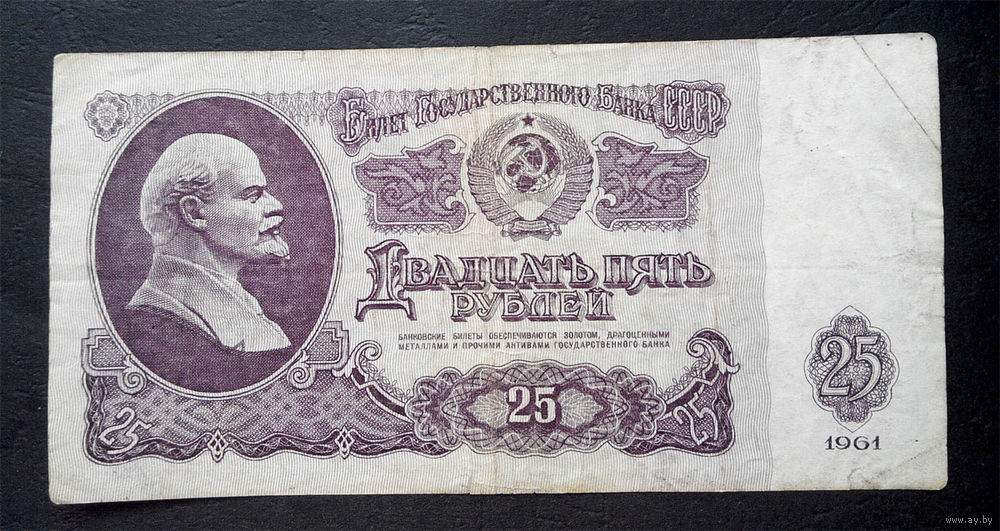 Билет Государственного Банка СССР
Двадцать пять
рублей
БАНКОВСКИЕ БИЛЕТЫ ОБЕСПЕЧИВАЮТСЯ ЗОЛОТОМ, ДРАГОЦЕННЫМИ
МЕТАЛЛАМИ И ПРОЧИМИ АКТИВАМИ ГОСУДАРСТВЕННОГО БАНКА
25
25
25
25
1961
www.ay.by